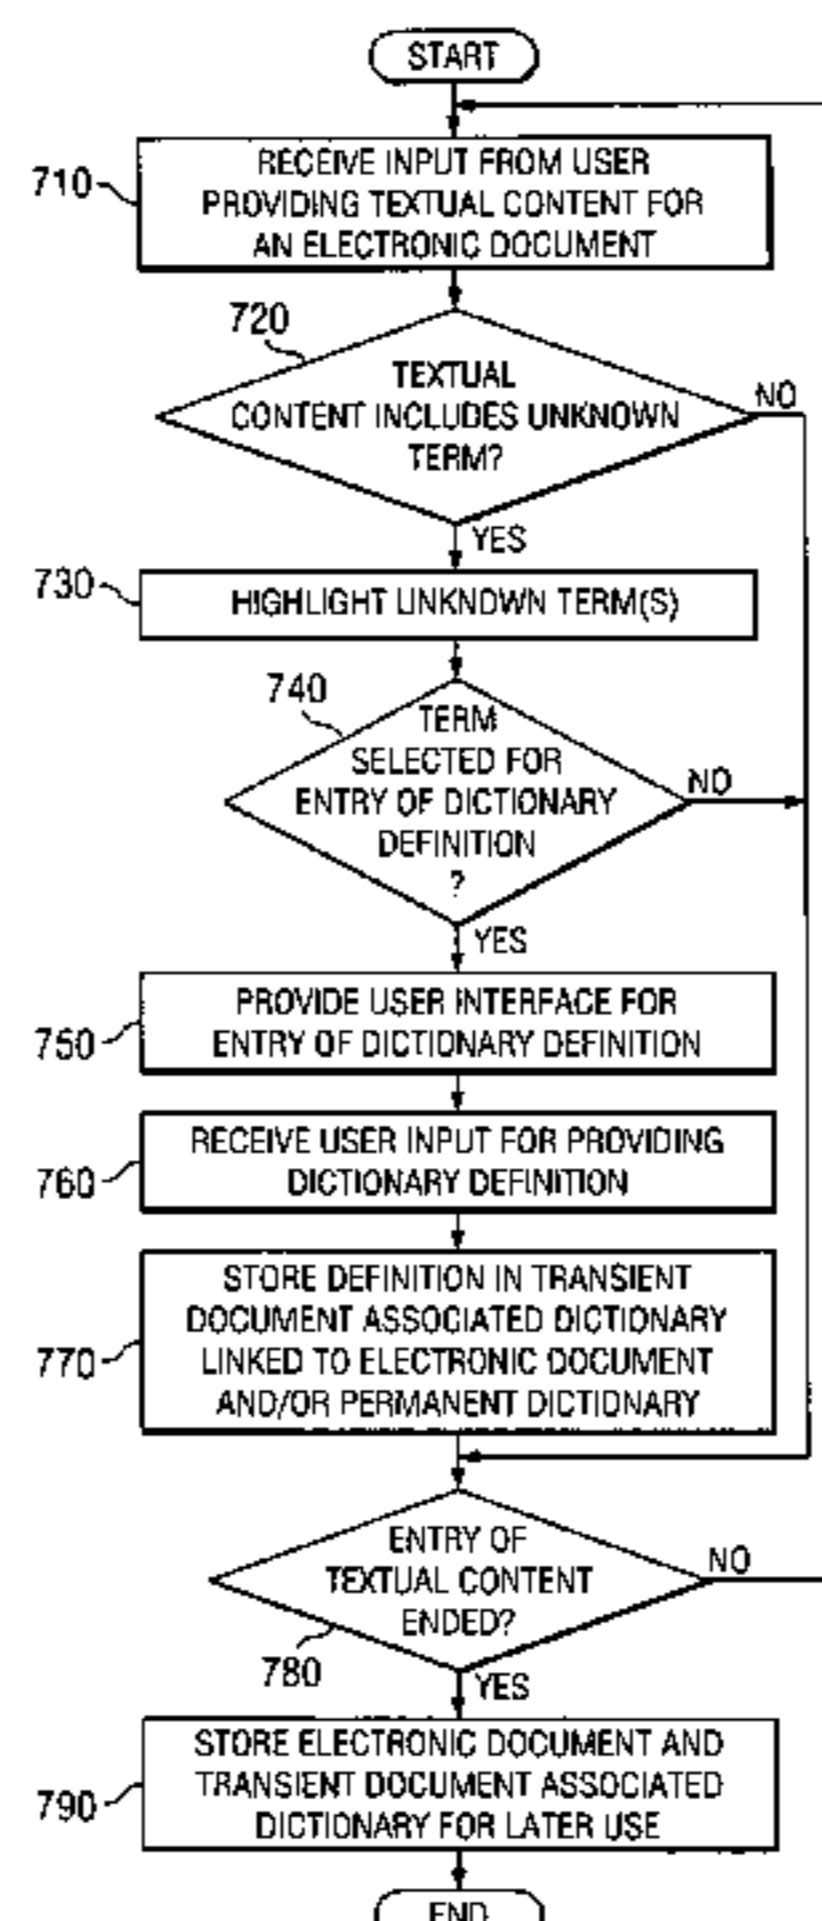 START
710
RECEIVE INPUT FROM USER
PROVIDING TEXTUAL CONTENT FOR
AN ELECTRONIC DOCUMENT
720
TEXTUAL
CONTENT INCLUDES UNKNOWN
TERM?
NO
YES
730
HIGHLIGHT UNKNOWN TERM(S)
740
TERM
SELECTED FOR
ENTRY OF DICTIONARY
DEFINITION
?
NO
YES
750
PROVIDE USER INTERFACE FOR
ENTRY OF DICTIONARY DEFINITION
760
RECEIVE USER INPUT FOR PROVIDING
DICTIONARY DEFINITION
770
STORE DEFINITION IN TRANSIENT
DOCUMENT ASSOCIATED DICTIONARY
LINKED TO ELECTRONIC DOCUMENT
AND/OR PERMANENT DICTIONARY
ENTRY OF
TEXTUAL CONTENT
ENDED?
NO
780
YES
790
STORE ELECTRONIC DOCUMENT AND
TRANSIENT DOCUMENT ASSOCIATED
DICTIONARY FOR LATER USE
END